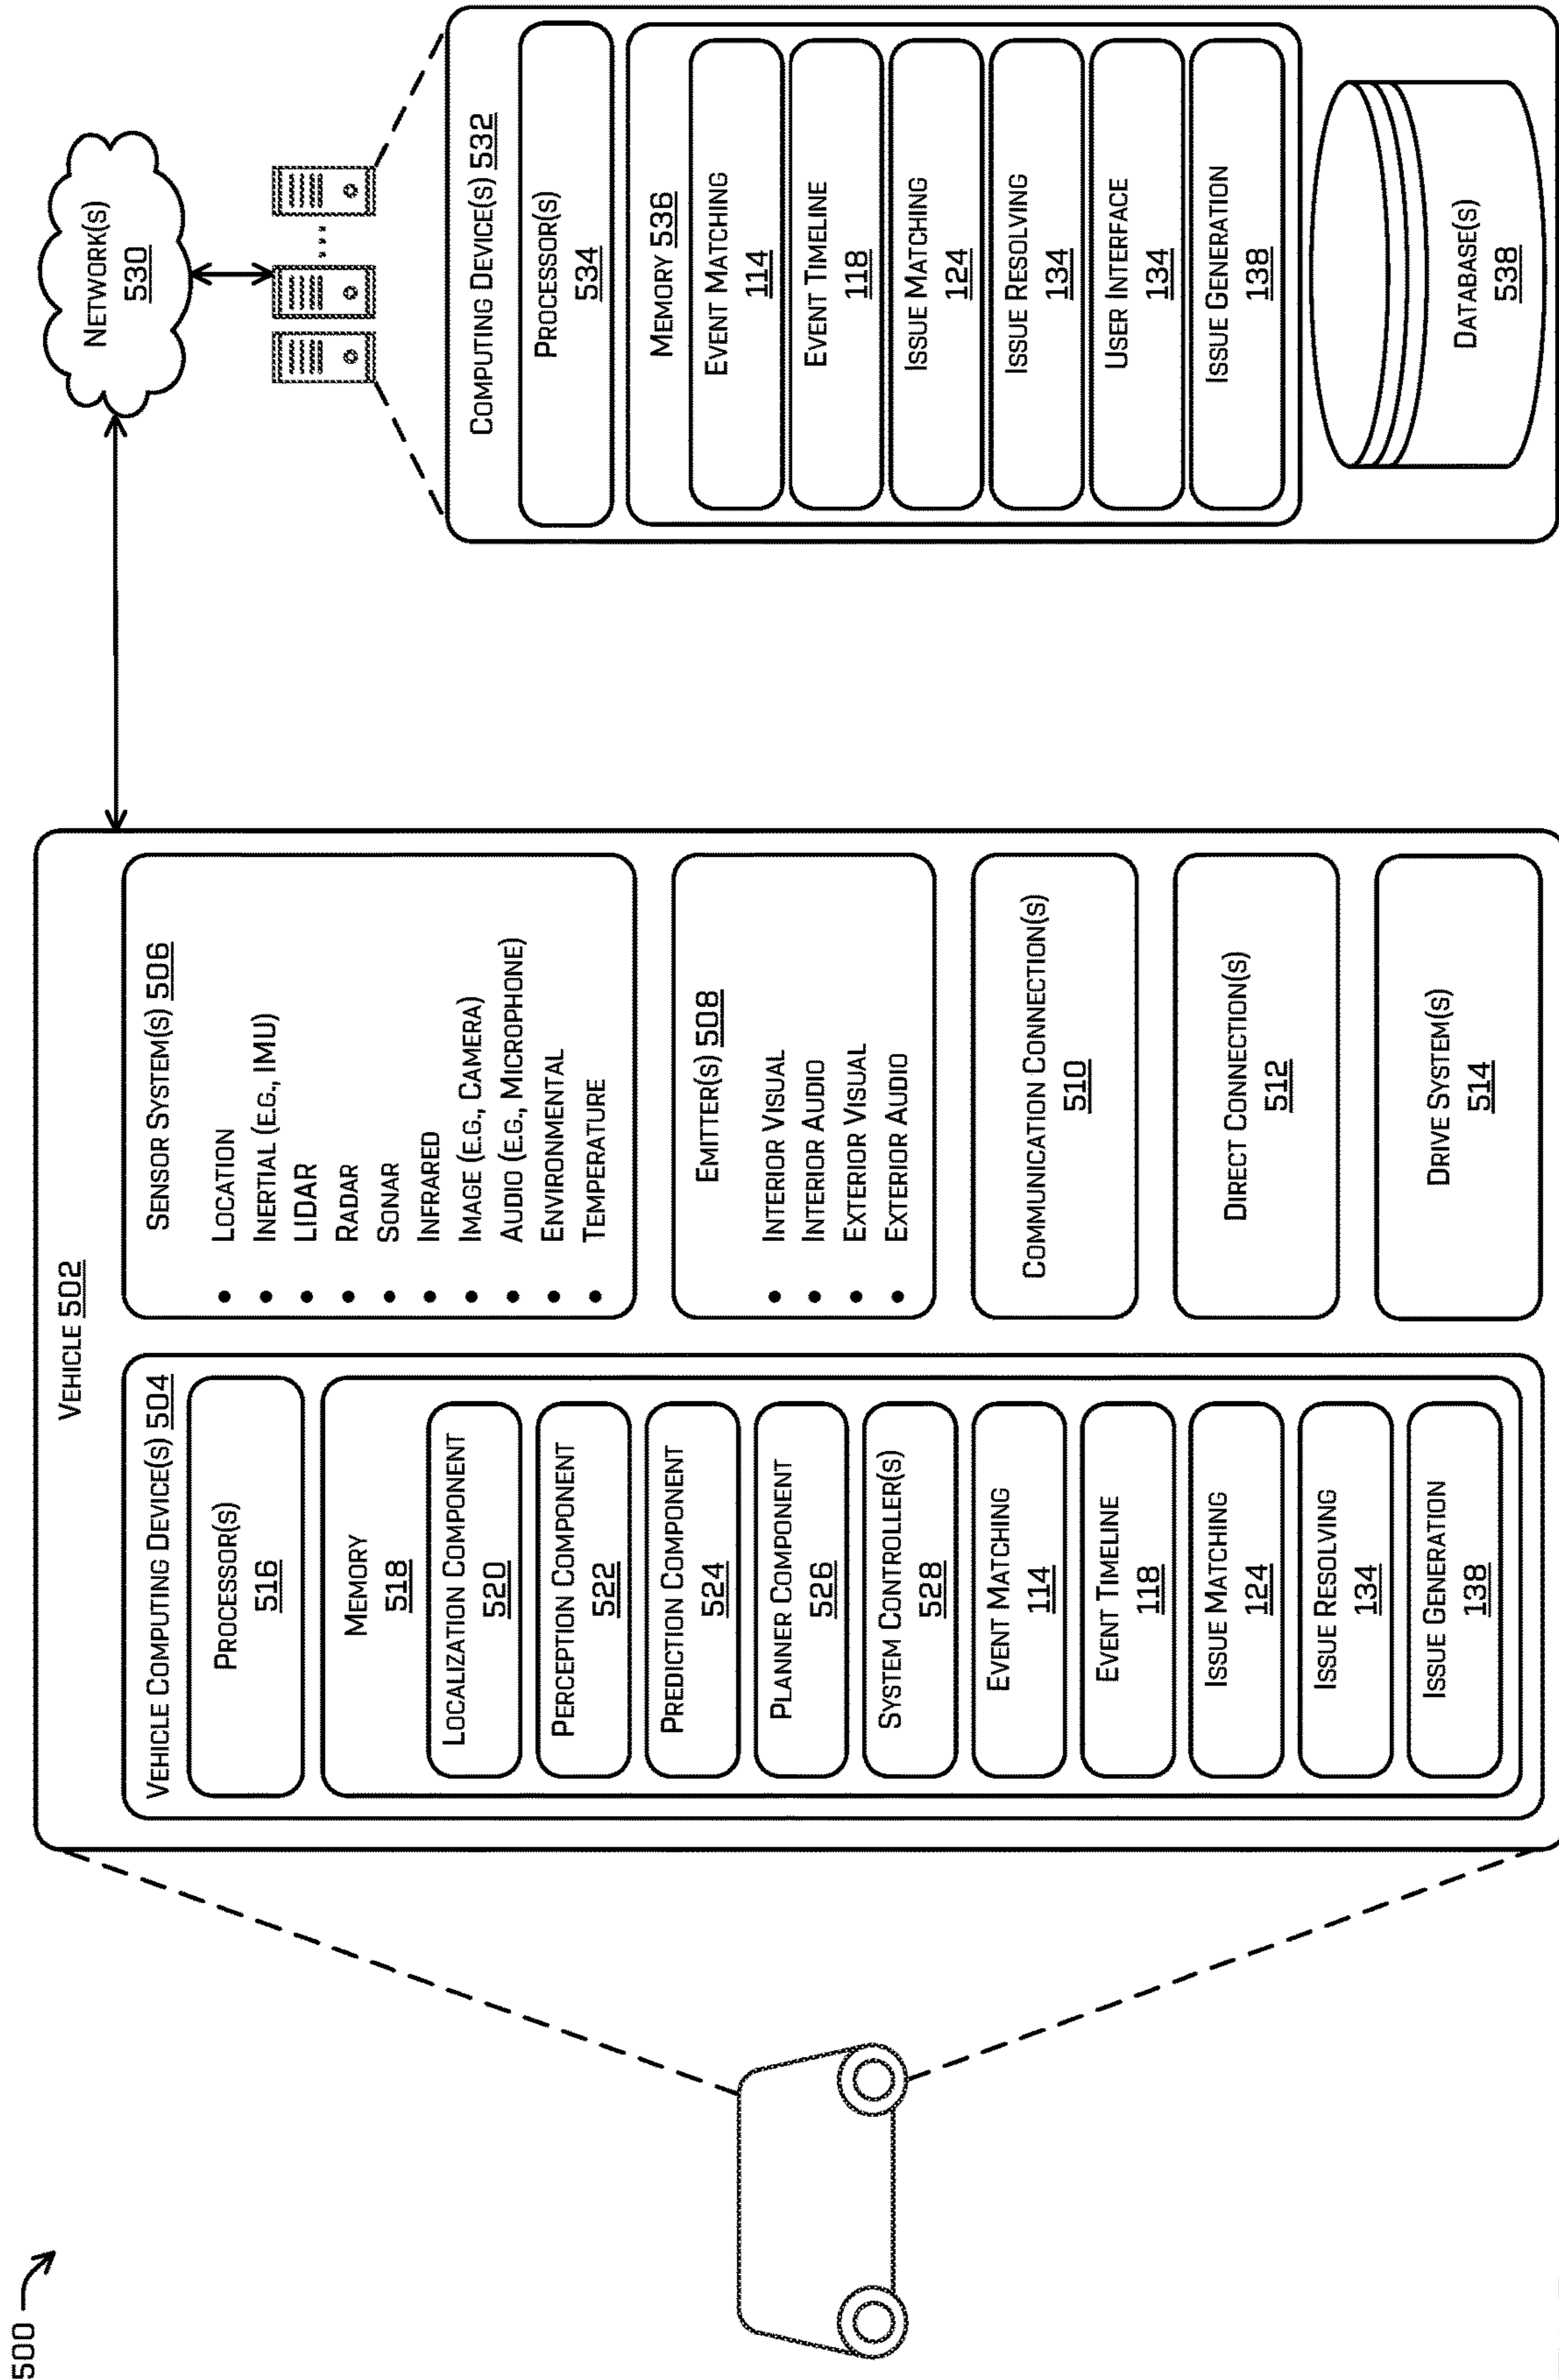 500
VEHICLE 502
VEHICLE COMPUTING DEVICE(S) 504
PROCESSOR(S)
516
MEMORY
518
LOCALIZATION COMPONENT
520
PERCEPTION COMPONENT
522
PREDICTION COMPONENT
524
PLANNER COMPONENT
526
SYSTEM CONTROLLER(S)
528
EVENT MATCHING
114
EVENT TIMELINE
118
ISSUE MATCHING
124
ISSUE RESOLVING
134
ISSUE GENERATION
138
SENSOR SYSTEM(S) 506
• LOCATION
• INERTIAL (E.G., IMU)
• LIDAR
• RADAR
• SONAR
• INFRARED
• IMAGE (E.G., CAMERA)
• AUDIO (E.G., MICROPHONE)
• ENVIRONMENTAL
• TEMPERATURE
EMITTER(S) 508
• INTERIOR VISUAL
• INTERIOR AUDIO
• EXTERIOR VISUAL
• EXTERIOR AUDIO
COMMUNICATION CONNECTION(S)
510
DIRECT CONNECTION(S)
512
DRIVE SYSTEM(S)
514
NETWORK(S)
530
COMPUTING DEVICE(S) 532
PROCESSOR(S)
534
MEMORY 536
EVENT MATCHING
114
EVENT TIMELINE
118
ISSUE MATCHING
124
ISSUE RESOLVING
134
USER INTERFACE
134
ISSUE GENERATION
138
DATABASE(S)
538